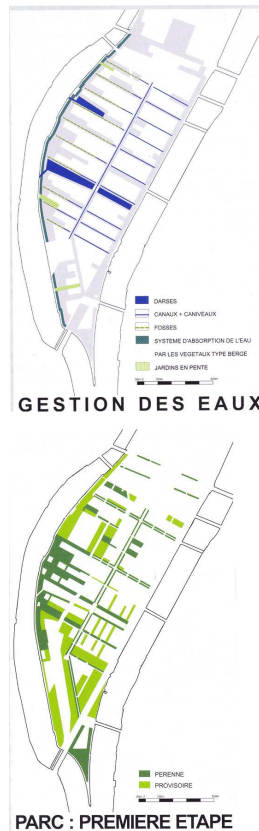 DARSES
CANAUX + CANIVEAUX
FOSSES
SYSTEME D'ABSORPTION DE L'EAU
PAR LES VEGETAUX TYPE BERGE
JARDINS EN PENTE
GESTION DES EAUX
PERENNE
PROVISOIRE
PARC : PREMIERE ETAPE